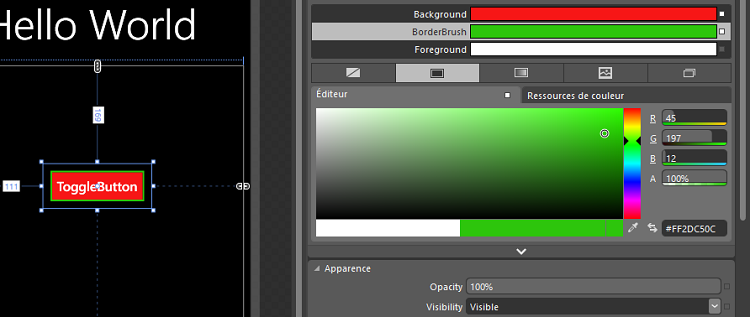 Hello World
169
111
ToggleButton
Background
BorderBrush
Foreground
Éditeur
Ressources de couleur
R 45
G 197
B 12
A 100%
#FF2DC50C
Apparence
Opacity 100%
Visibility Visible